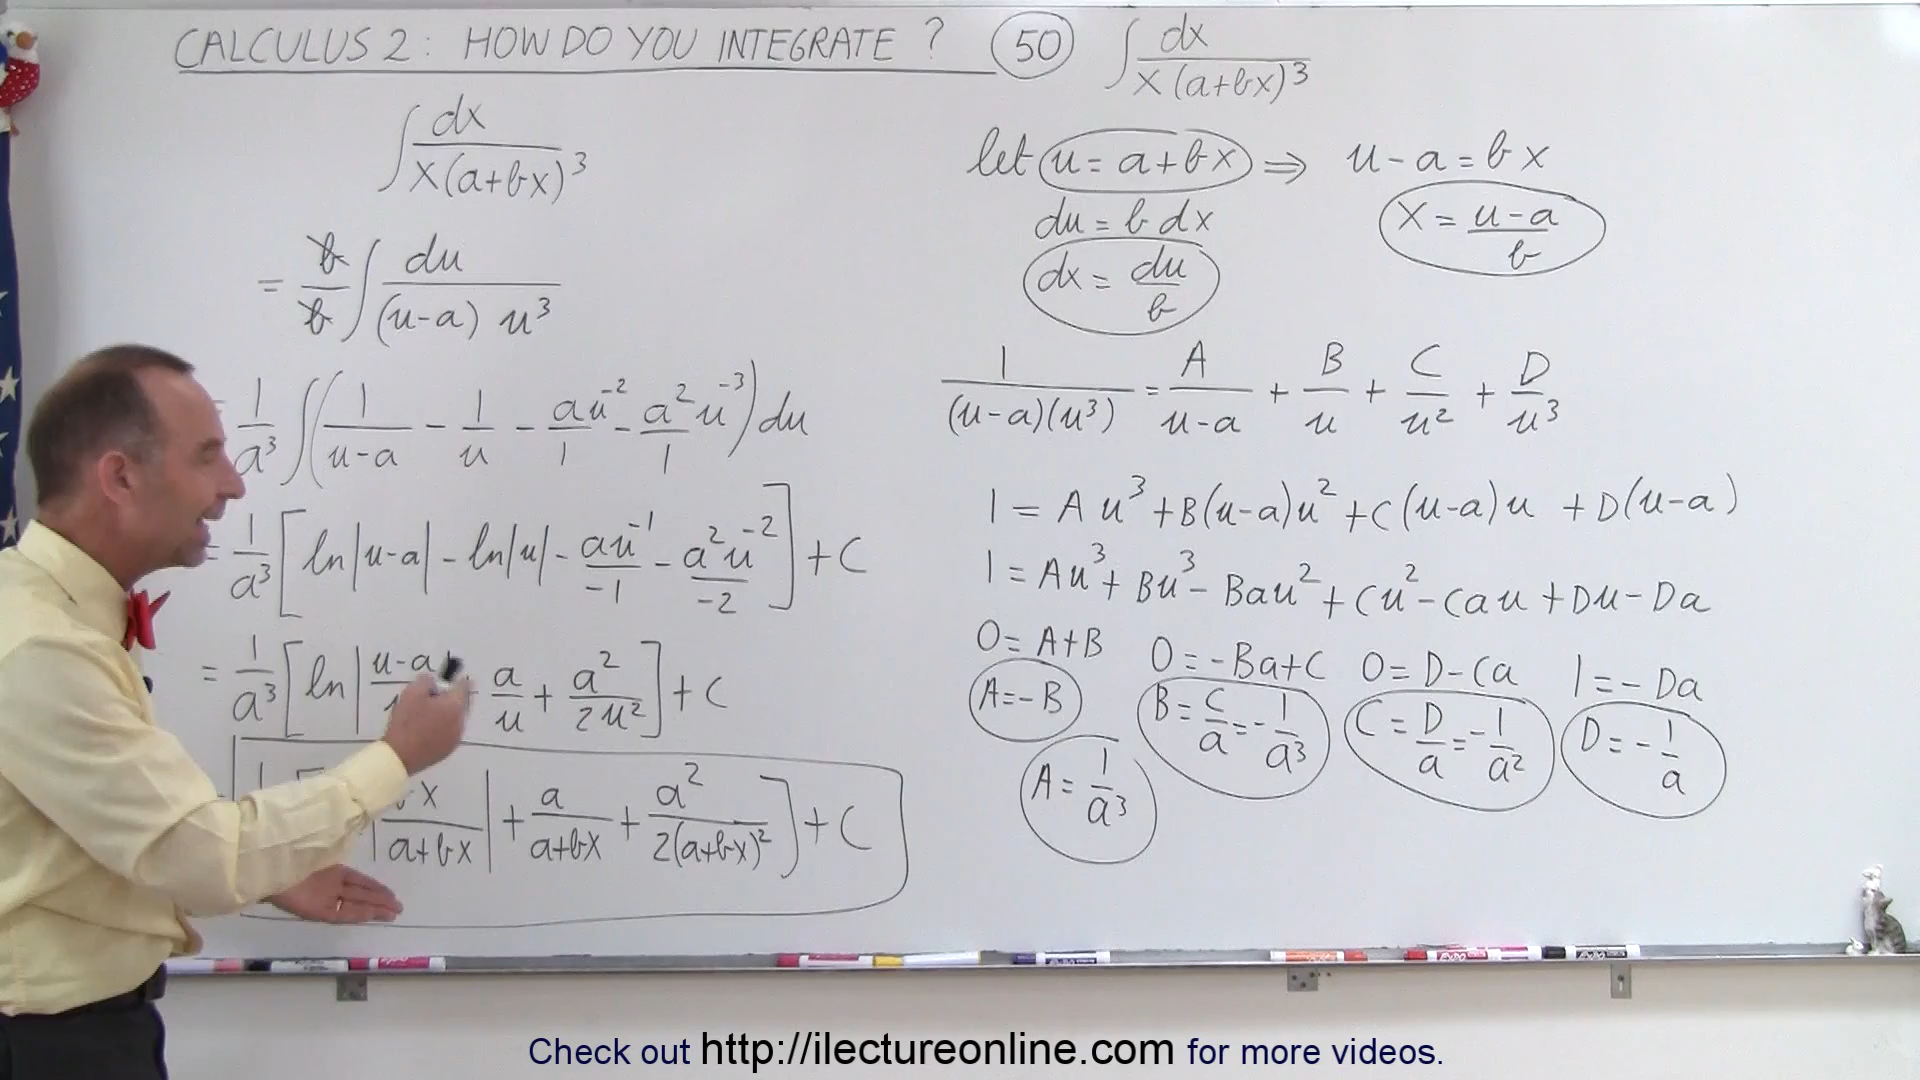 CALCULUS 2 : HOW DO YOU INTEGRATE ? 50 ∫ dx / x(a+bx)³
∫ dx / x(a+bx)³
= b/b ∫ du / (u-a) u³
= 1/a³ ∫ (1/(u-a) - 1/u - au⁻²/1 - a²u⁻³/1) du
= 1/a³ [ln|u-a| - ln|u| - au⁻¹/-1 - a²u⁻²/-2] + C
= 1/a³ [ln|u-a a/u + a²/2u²] + C
bx/(a+bx)| + a/(a+bx) + a²/2(a+bx)²] + C
let u = a+bx ⇒ u-a = bx
du = b dx x = (u-a)/b
dx = du/b
1/(u-a)(u³) = A/(u-a) + B/u + C/u² + D/u³
1 = Au³ + B(u-a)u² + C(u-a)u + D(u-a)
1 = Au³ + Bu³ - Bau² + Cu² - Cau + Du - Da
0 = A+B 0 = -Ba+C 0 = D-Ca 1 = -Da
A = -B B = C/a = -1/a³ C = D/a = -1/a² D = -1/a
A = 1/a³
Check out http://ilectureonline.com for more videos.